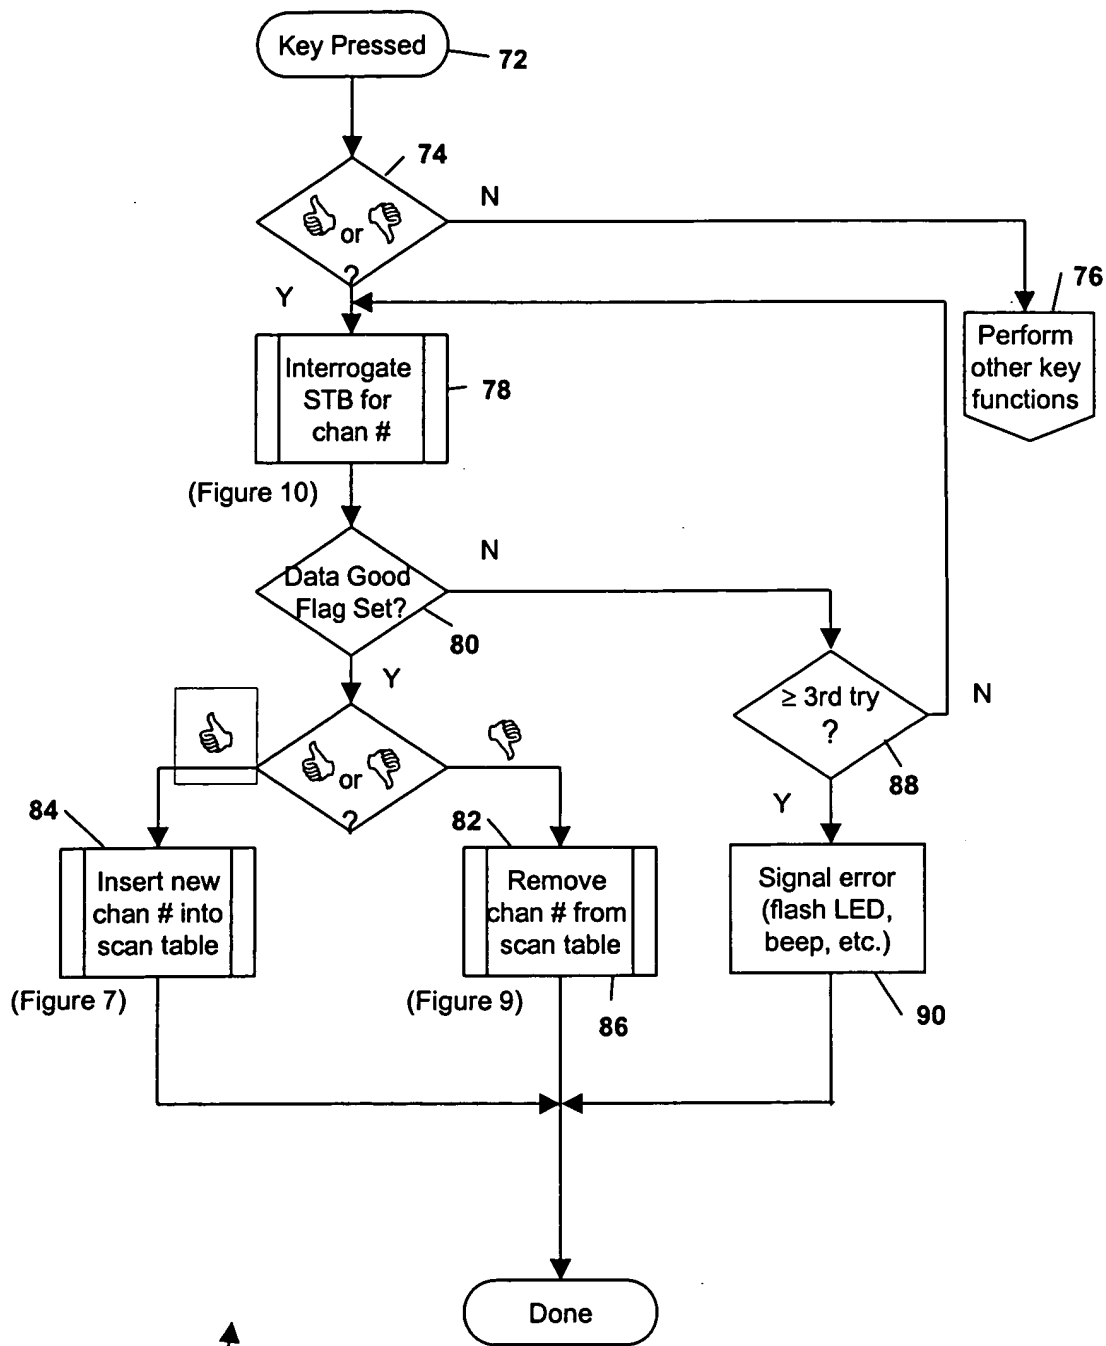 Key Pressed
72
74
N
or
?
Y
76
Perform
other key
functions
Interrogate
STB for
chan #
78
(Figure 10)
N
Data Good
Flag Set?
80
Y
≥ 3rd try
?
N
88
or
?
Y
84
82
Insert new
chan # into
scan table
(Figure 7)
Remove
chan # from
scan table
(Figure 9)
86
Signal error
(flash LED,
beep, etc.)
90
Done